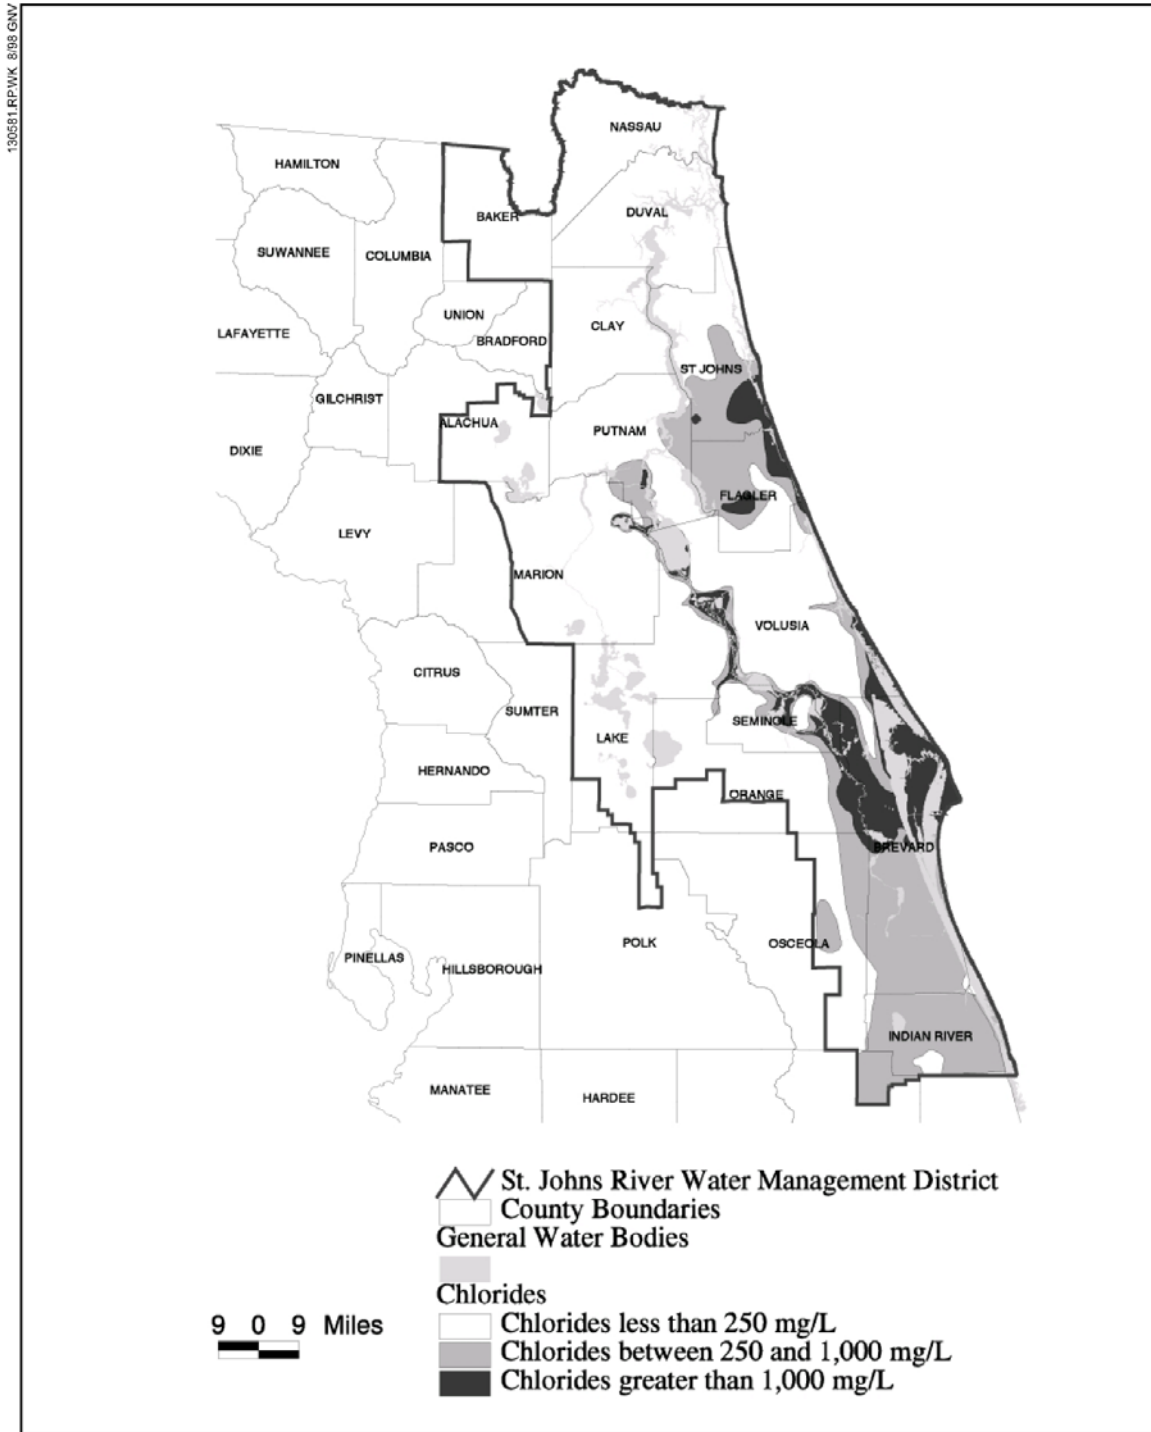 130581.RP.WK 8/98 GNV
NASSAU
HAMILTON
BAKER
DUVAL
SUWANNEE
COLUMBIA
UNION
CLAY
LAFAYETTE
BRADFORD
ST JOHNS
GILCHRIST
ALACHUA
PUTNAM
DIXIE
FLAGLER
LEVY
MARION
VOLUSIA
CITRUS
SUMTER
SEMINOLE
LAKE
HERNANDO
ORANGE
PASCO
BREVARD
POLK
OSCEOLA
PINELLAS
HILLSBOROUGH
INDIAN RIVER
MANATEE
HARDEE
St. Johns River Water Management District
County Boundaries
General Water Bodies
Chlorides
Chlorides less than 250 mg/L
9 0 9 Miles
Chlorides between 250 and 1,000 mg/L
Chlorides greater than 1,000 mg/L